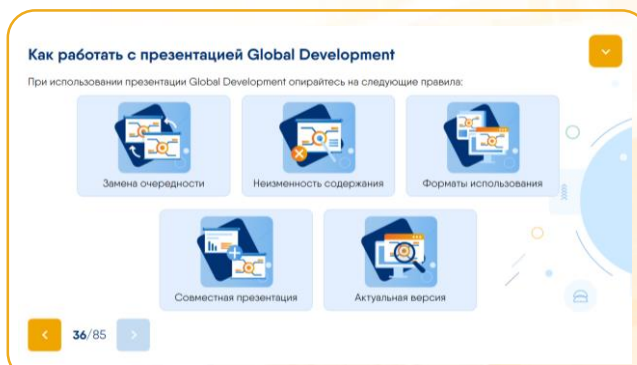 Как работать с презентацией Global Development
При использовании презентации Global Development опирайтесь на следующие правила:
Замена очередности
Неизменность содержания
Форматы использования
Совместная презентация
Актуальная версия
36/85